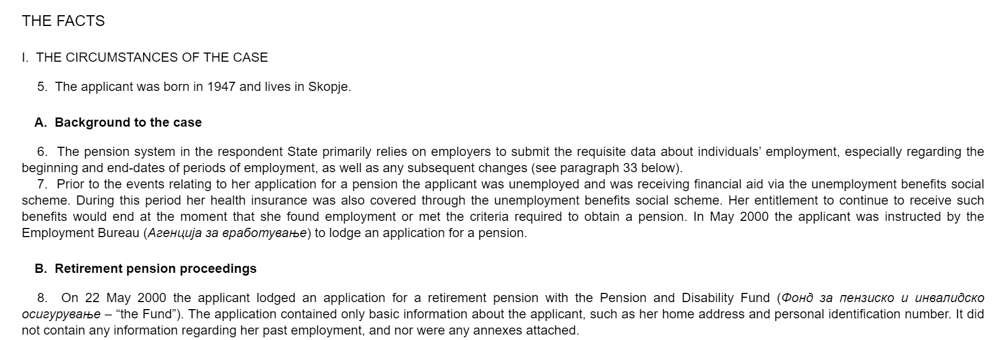 THE FACTS
I. THE CIRCUMSTANCES OF THE CASE
5. The applicant was born in 1947 and lives in Skopje.
A. Background to the case
6. The pension system in the respondent State primarily relies on employers to submit the requisite data about individuals’ employment, especially regarding the
beginning and end-dates of periods of employment, as well as any subsequent changes (see paragraph 33 below).
7. Prior to the events relating to her application for a pension the applicant was unemployed and was receiving financial aid via the unemployment benefits social
scheme. During this period her health insurance was also covered through the unemployment benefits social scheme. Her entitlement to continue to receive such
benefits would end at the moment that she found employment or met the criteria required to obtain a pension. In May 2000 the applicant was instructed by the
Employment Bureau (Агенција за вработување) to lodge an application for a pension.
B. Retirement pension proceedings
8. On 22 May 2000 the applicant lodged an application for a retirement pension with the Pension and Disability Fund (Фонд за пензиско и инвалидско
осигурување – “the Fund”). The application contained only basic information about the applicant, such as her home address and personal identification number. It did
not contain any information regarding her past employment, and nor were any annexes attached.